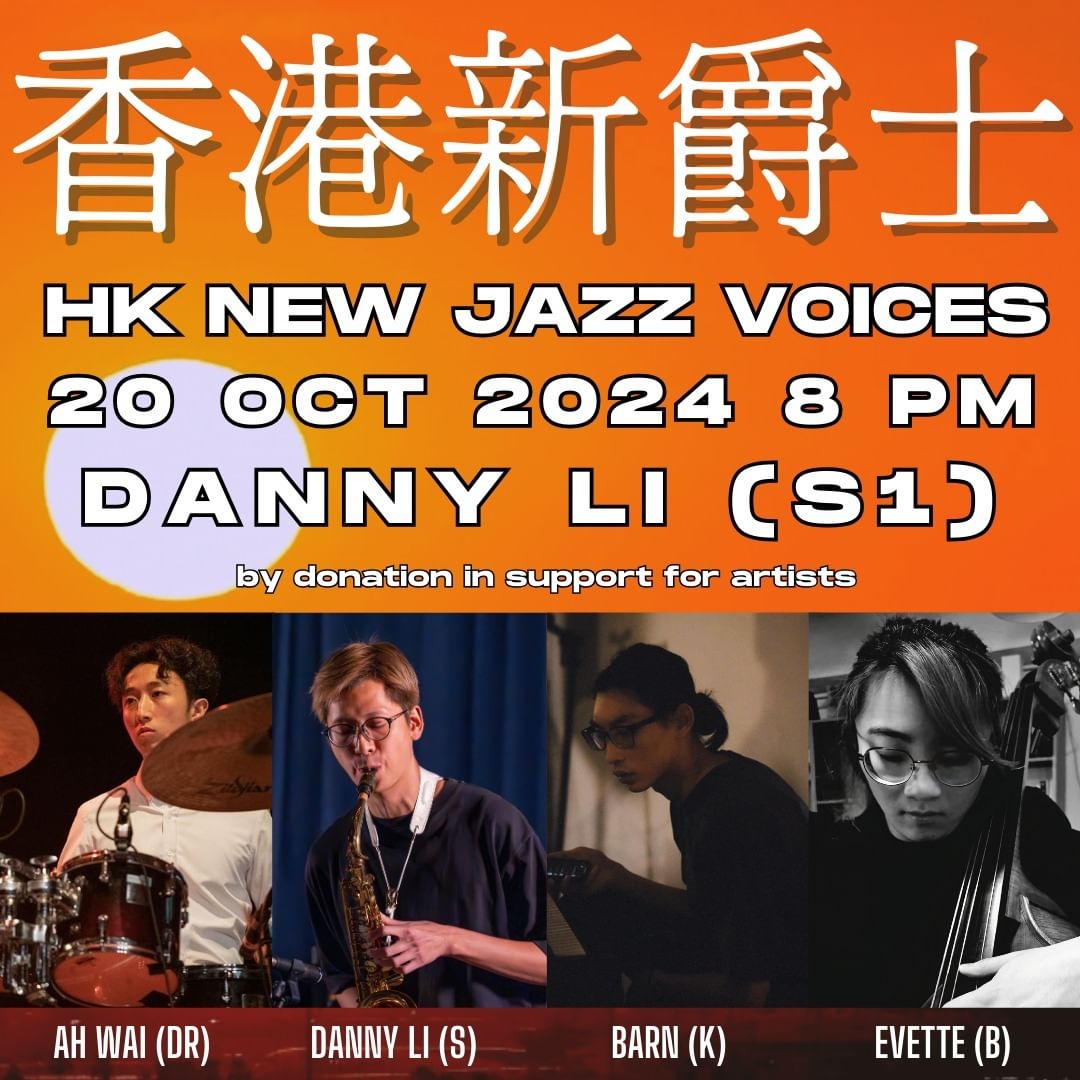 香港新爵士
HK NEW JAZZ VOICES
20 OCT 2024 8 PM
DANNY LI (S1)
by donation in support for artists
Zildjian
AH WAI (DR) DANNY LI (S) BARN (K) EVETTE (B)